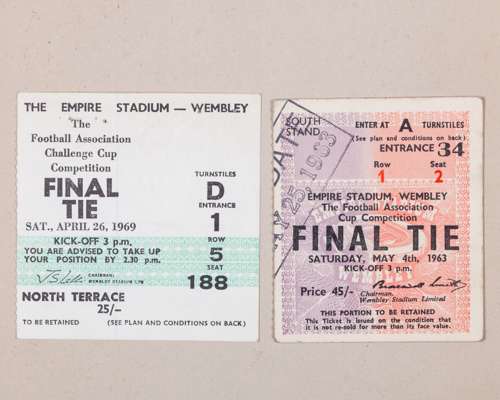 THE EMPIRE STADIUM — WEMBLEY
The
Football Association
Challenge Cup
Competition
FINAL
TIE
SAT., APRIL 26, 1969
KICK-OFF 3 p.m.
YOU ARE ADVISED TO TAKE UP
YOUR POSITION BY 2.30 p.m.
CHAIRMAN:
WEMBLEY STADIUM LTD
NORTH TERRACE
25/-
TURNSTILES
D
ENTRANCE
1
ROW
5
SEAT
188
TO BE RETAINED (SEE PLAN AND CONDITIONS ON BACK)
SOUTH
STAND
ENTER AT A TURNSTILES
(See plan and conditions on back)
ENTRANCE 34
Row Seat
1 2
EMPIRE STADIUM, WEMBLEY
The Football Association
Cup Competition
FINAL TIE
SATURDAY, MAY 4th, 1963
KICK-OFF 3 p.m.
Price 45/-
Chairman,
Wembley Stadium Limited
THIS PORTION TO BE RETAINED
This Ticket is issued on the condition that
it is not re-sold for more than its face value.
25, 1963